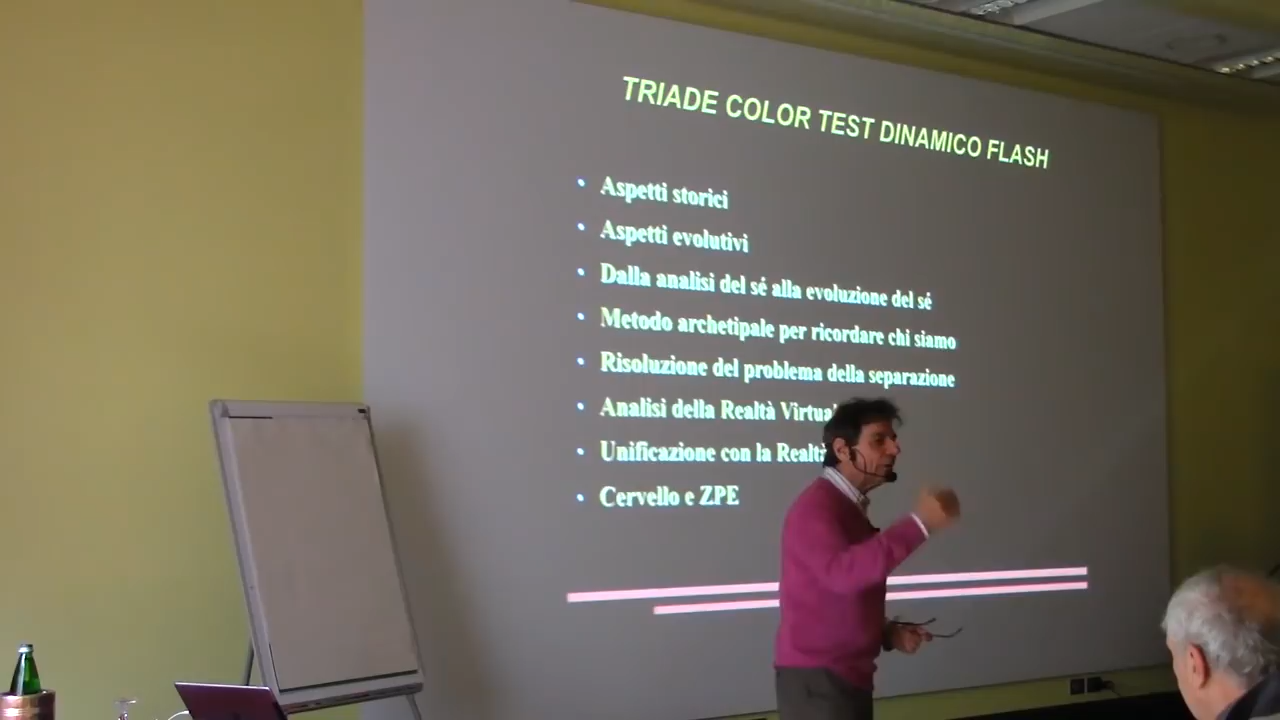 TRIADE COLOR TEST DINAMICO FLASH
Aspetti storici
Aspetti evolutivi
Dalla analisi del sé alla evoluzione del sé
Metodo archetipale per ricordare chi siamo
Risoluzione del problema della separazione
Analisi della Realtà
Unificazione con la Realtà
Cervello e ZPE